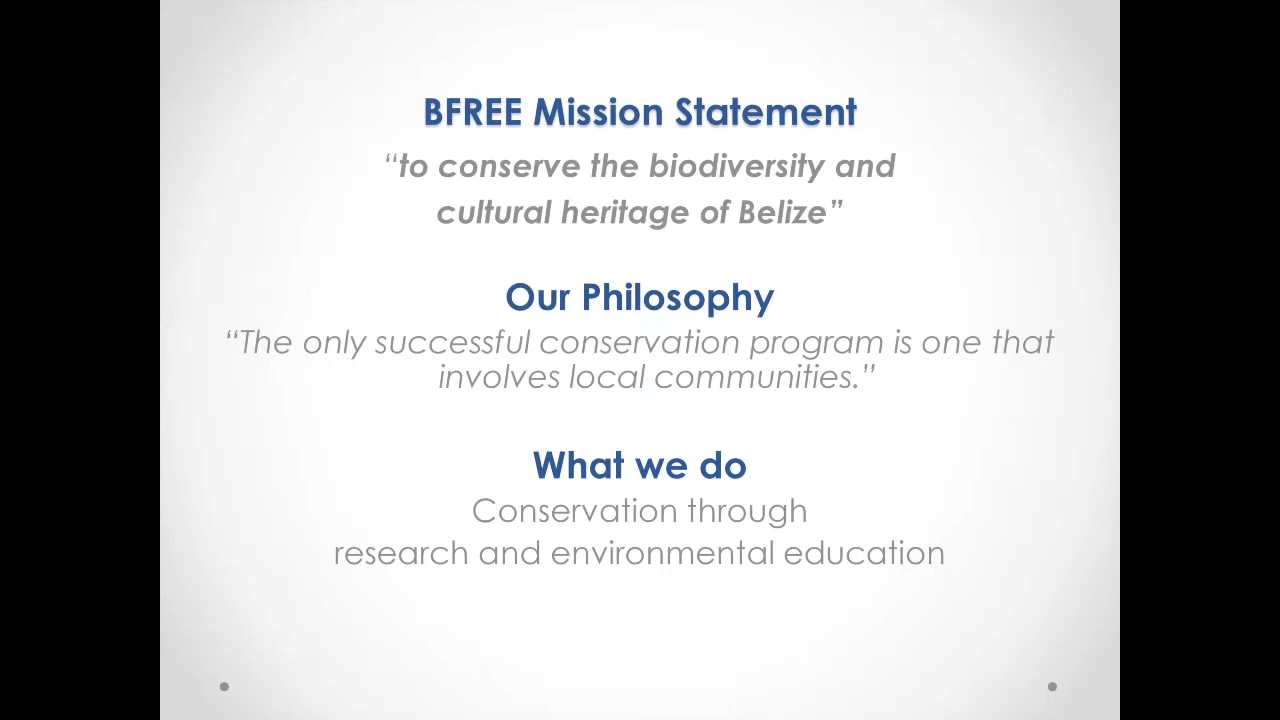 BFREE Mission Statement
“to conserve the biodiversity and
cultural heritage of Belize”
Our Philosophy
“The only successful conservation program is one that
involves local communities.”
What we do
Conservation through
research and environmental education